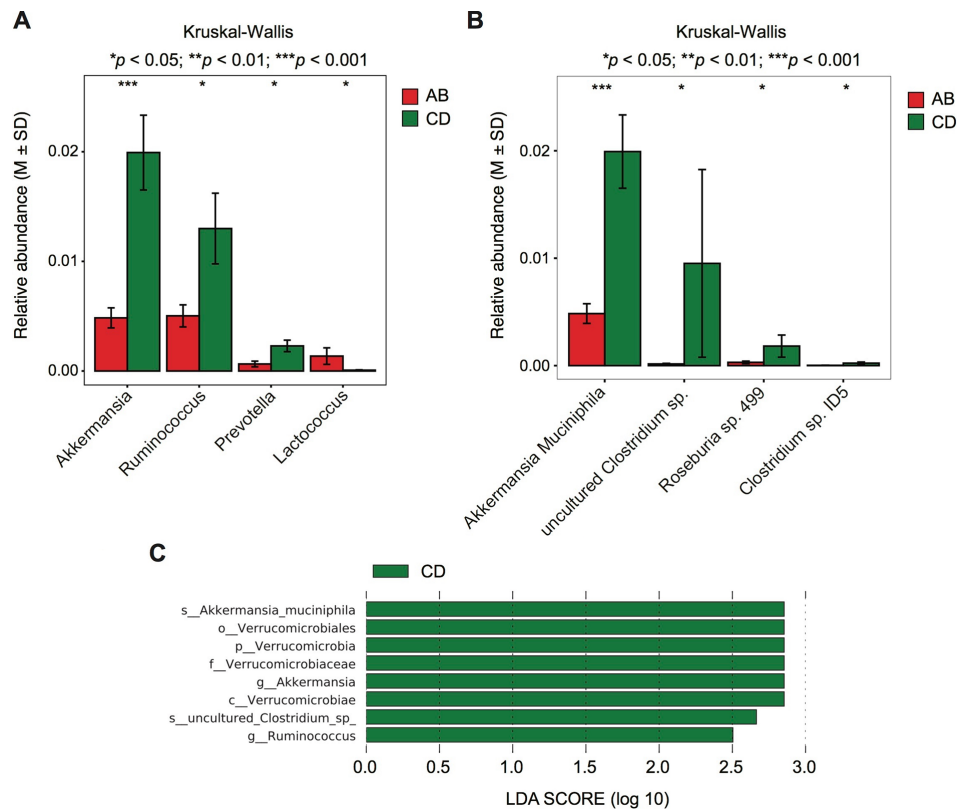 A
Kruskal-Wallis
*p < 0.05; **p < 0.01; ***p < 0.001
*** * * *
AB
CD
Relative abundance (M ± SD)
0.02
0.01
0.00
Akkermansia
Ruminococcus
Prevotella
Lactococcus
B
Kruskal-Wallis
*p < 0.05; **p < 0.01; ***p < 0.001
*** * * *
AB
CD
Relative abundance (M ± SD)
0.02
0.01
0.00
Akkermansia Muciniphila
uncultured Clostridium sp.
Roseburia sp. 499
Clostridium sp. ID5
C
CD
s__Akkermansia_muciniphila
o__Verrucomicrobiales
p__Verrucomicrobia
f__Verrucomicrobiaceae
g__Akkermansia
c__Verrucomicrobiae
s__uncultured_Clostridium_sp_
g__Ruminococcus
0.0 0.5 1.0 1.5 2.0 2.5 3.0
LDA SCORE (log 10)